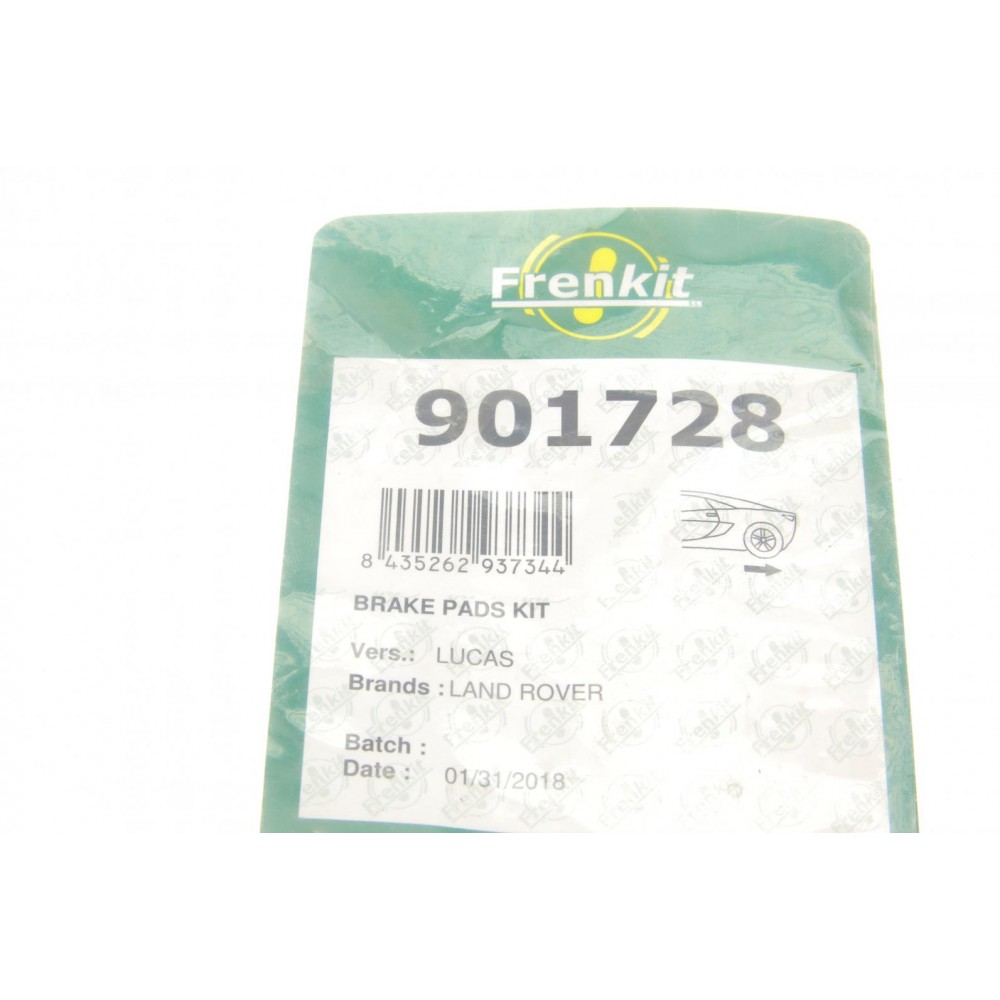 Frenkit
901728
8 435262 937344
BRAKE PADS KIT
Vers.: LUCAS
Brands : LAND ROVER
Batch :
Date : 01/31/2018